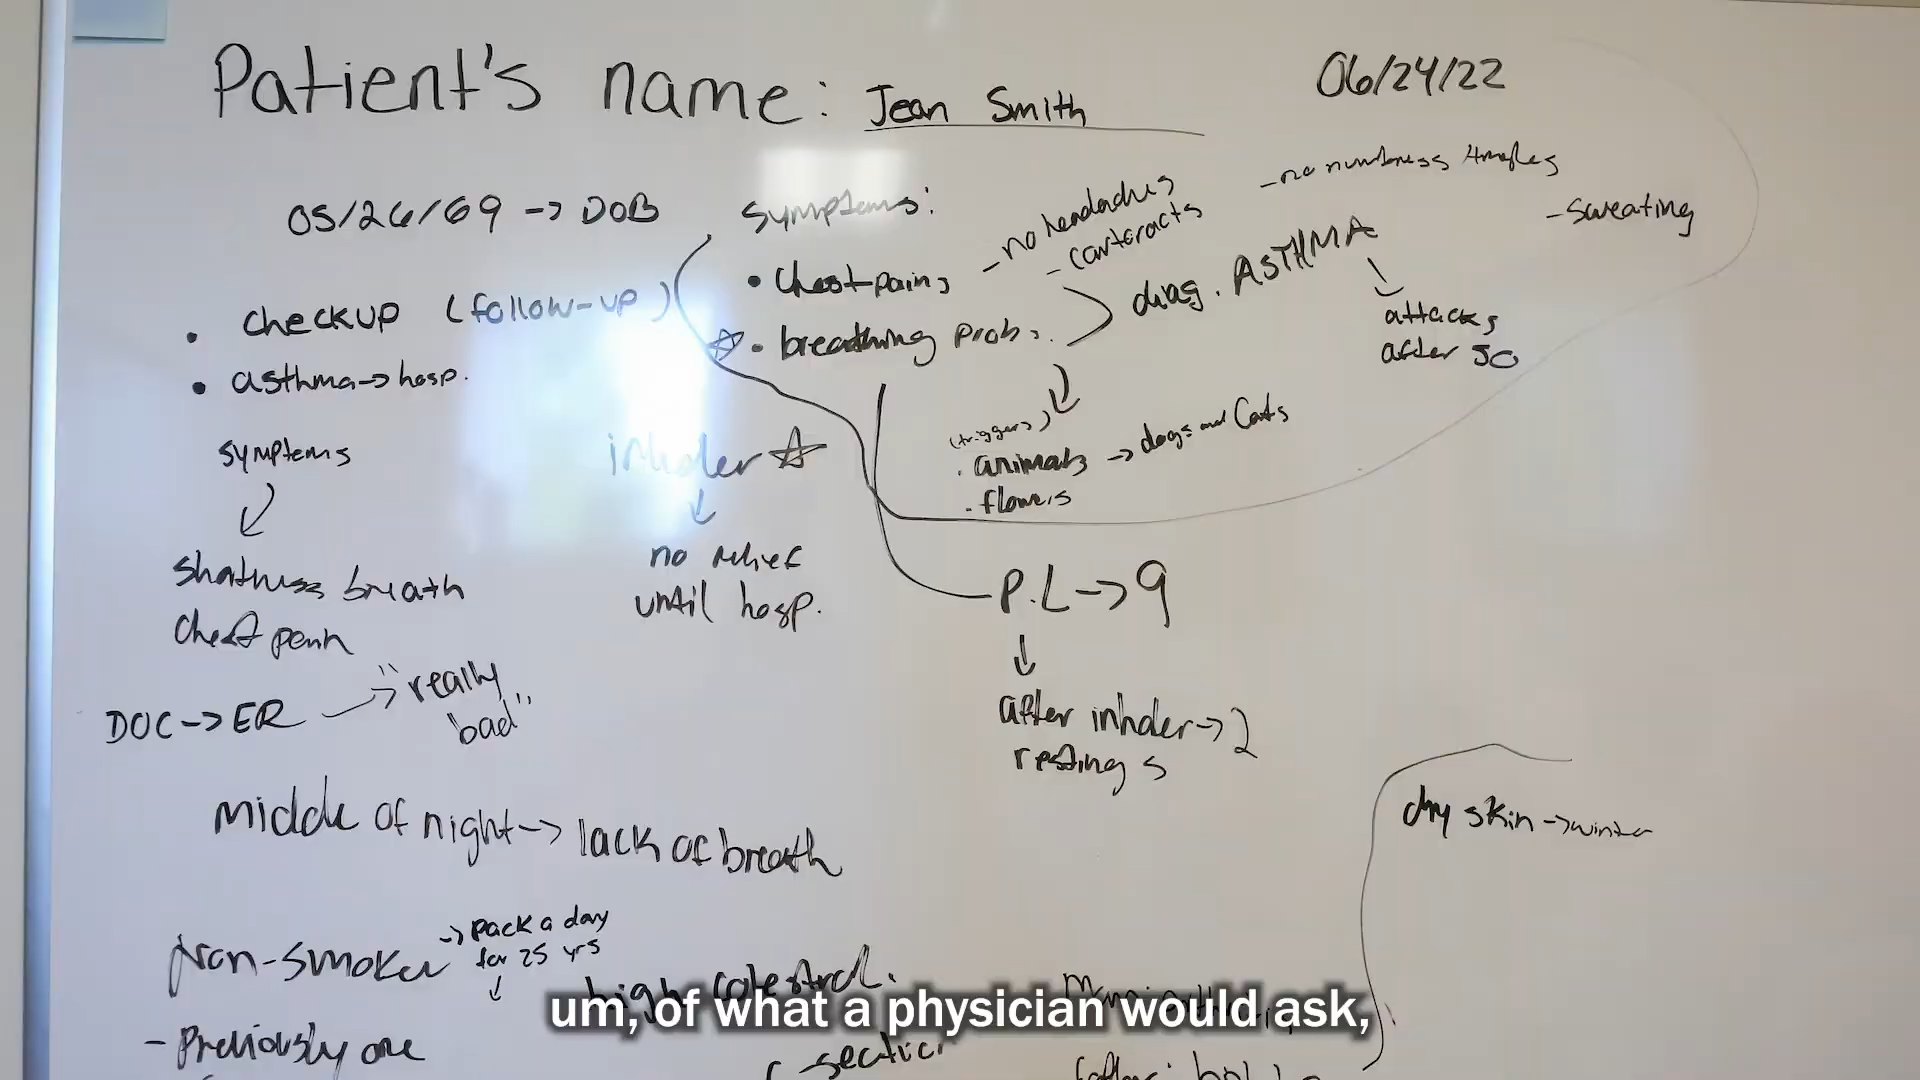 Patient's name: Jean Smith
06/24/22
05/26/69 -> DOB
• checkup (follow-up)
• asthma -> hosp.
symptoms
shortness breath
chest pain
DOC -> ER -> "really
bad"
middle of night -> lack of breath
Non-smoker -> pack a day
for 25 yrs
- Previously one
symptoms:
• chest pains
☆ • breathing prob.
- no headaches
- cartaracts
- no numbness
- sweating
diag. ASTHMA
attacks
after 50
(triggers)
• animals -> dogs and Cats
- flowers
inhaler ☆
no relief
until hosp.
P.L -> 9
after inhaler -> 2
resting 5
dry skin -> winter
high
section
um, of what a physician would ask,